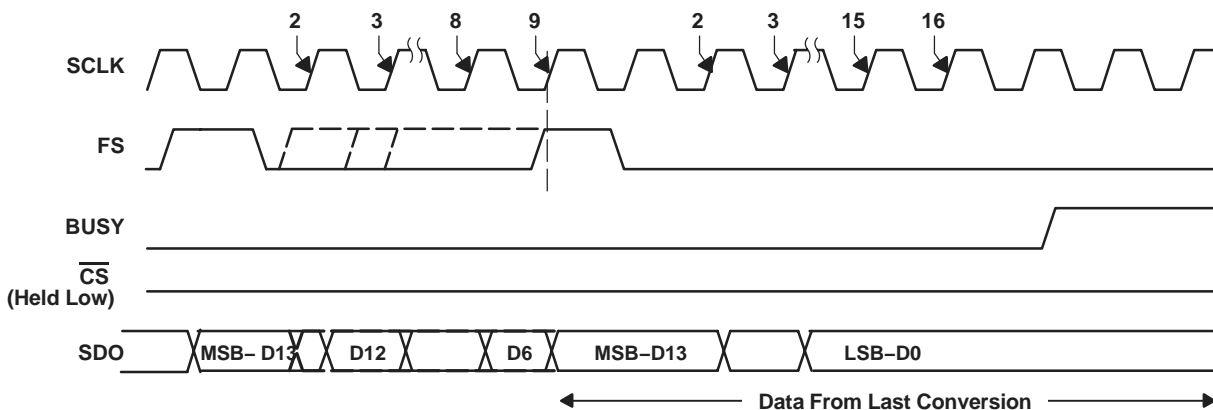 2 3 8 9 2 3 15 16
SCLK
FS
BUSY
CS
(Held Low)
SDO MSB– D13 D12 D6 MSB–D13 LSB–D0
Data From Last Conversion